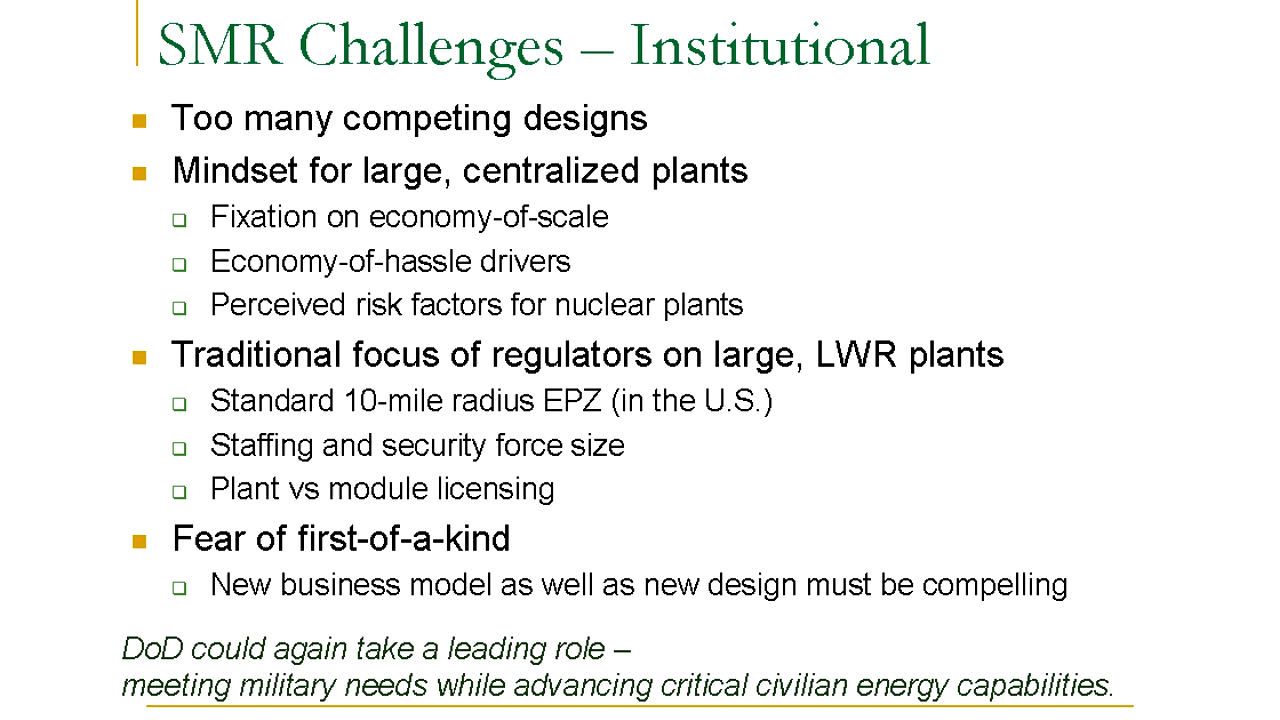 SMR Challenges – Institutional
Too many competing designs
Mindset for large, centralized plants
Fixation on economy-of-scale
Economy-of-hassle drivers
Perceived risk factors for nuclear plants
Traditional focus of regulators on large, LWR plants
Standard 10-mile radius EPZ (in the U.S.)
Staffing and security force size
Plant vs module licensing
Fear of first-of-a-kind
New business model as well as new design must be compelling
DoD could again take a leading role –
meeting military needs while advancing critical civilian energy capabilities.